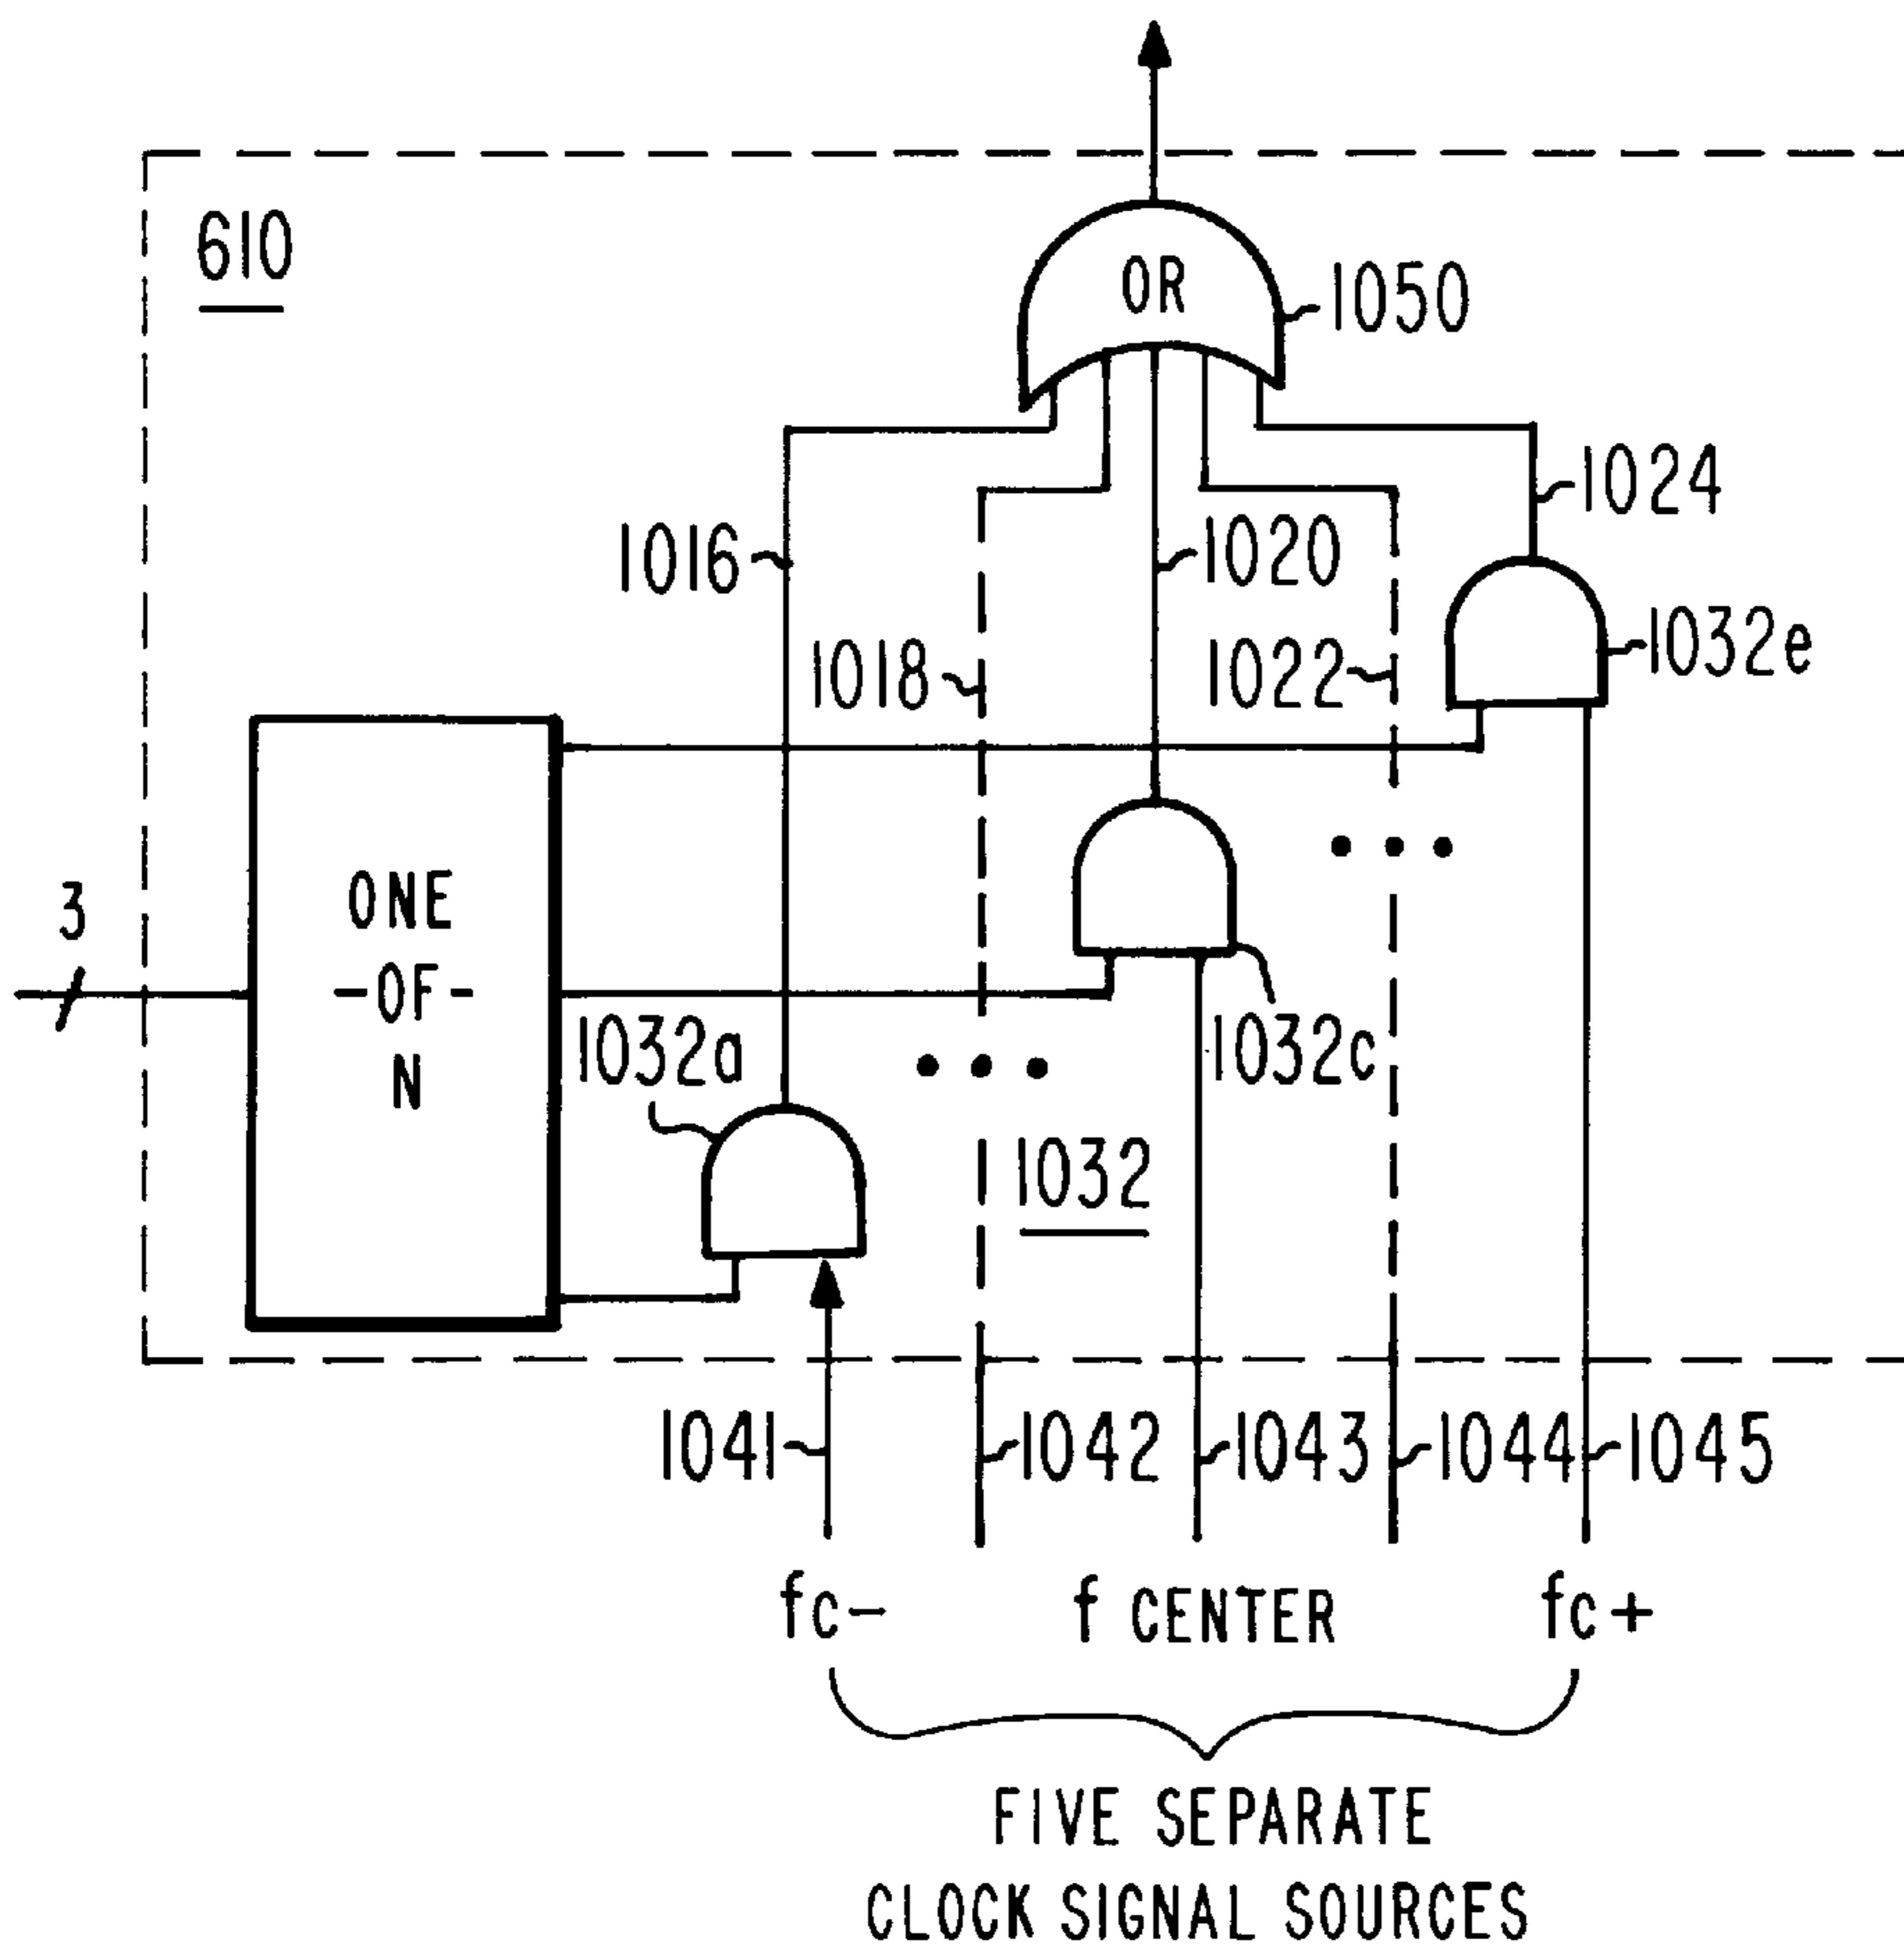 610
OR
1050
1024
1016
1020
1032e
1018
1022
3
ONE
-OF-
N
1032a
1032c
1032
1041
1042
1043
1044
1045
fc-
f CENTER
fc+
FIVE SEPARATE
CLOCK SIGNAL SOURCES